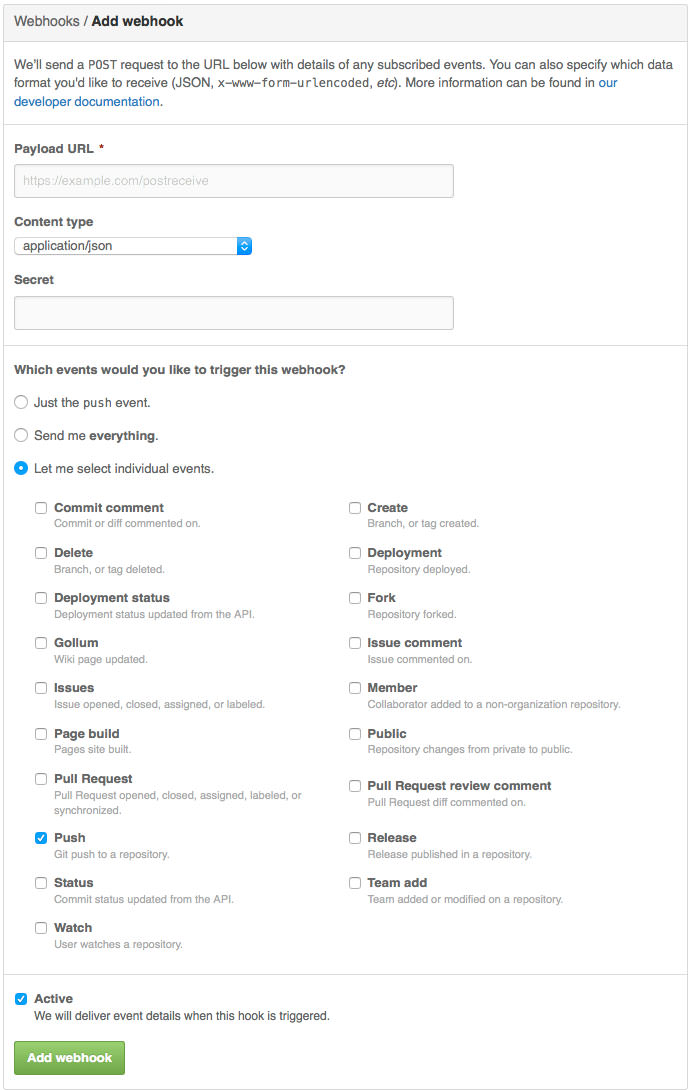 Webhooks / Add webhook
We'll send a POST request to the URL below with details of any subscribed events. You can also specify which data
format you'd like to receive (JSON, x-www-form-urlencoded, etc). More information can be found in our
developer documentation.
Payload URL *
https://example.com/postreceive
Content type
application/json
Secret
Which events would you like to trigger this webhook?
Just the push event.
Send me everything.
Let me select individual events.
Commit comment
Commit or diff commented on.
Create
Branch, or tag created.
Delete
Branch, or tag deleted.
Deployment
Repository deployed.
Deployment status
Deployment status updated from the API.
Fork
Repository forked.
Gollum
Wiki page updated.
Issue comment
Issue commented on.
Issues
Issue opened, closed, assigned, or labeled.
Member
Collaborator added to a non-organization repository.
Page build
Pages site built.
Public
Repository changes from private to public.
Pull Request
Pull Request opened, closed, assigned, labeled, or
synchronized.
Pull Request review comment
Pull Request diff commented on.
Push
Git push to a repository.
Release
Release published in a repository.
Status
Commit status updated from the API.
Team add
Team added or modified on a repository.
Watch
User watches a repository.
Active
We will deliver event details when this hook is triggered.
Add webhook